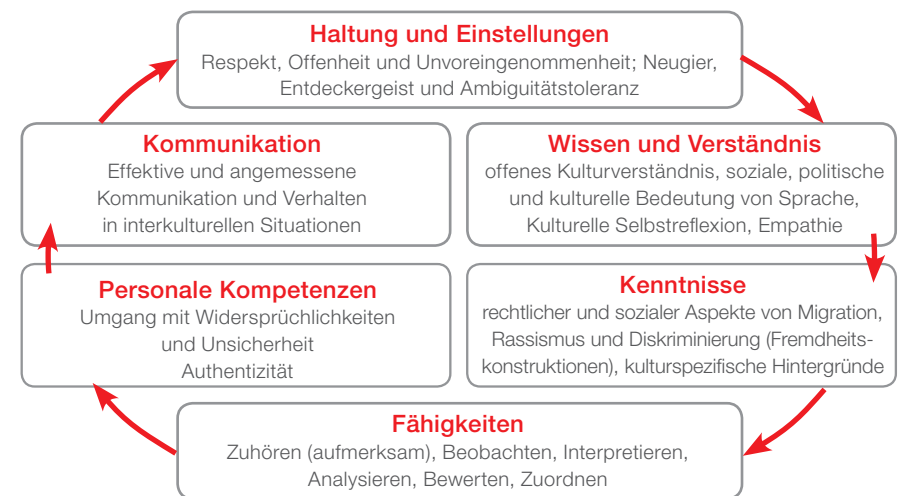 Haltung und Einstellungen
Respekt, Offenheit und Unvoreingenommenheit; Neugier,
Entdeckergeist und Ambiguitätstoleranz
Wissen und Verständnis
offenes Kulturverständnis, soziale, politische
und kulturelle Bedeutung von Sprache,
Kulturelle Selbstreflexion, Empathie
Kenntnisse
rechtlicher und sozialer Aspekte von Migration,
Rassismus und Diskriminierung (Fremdheits-
konstruktionen), kulturspezifische Hintergründe
Fähigkeiten
Zuhören (aufmerksam), Beobachten, Interpretieren,
Analysieren, Bewerten, Zuordnen
Personale Kompetenzen
Umgang mit Widersprüchlichkeiten
und Unsicherheit
Authentizität
Kommunikation
Effektive und angemessene
Kommunikation und Verhalten
in interkulturellen Situationen